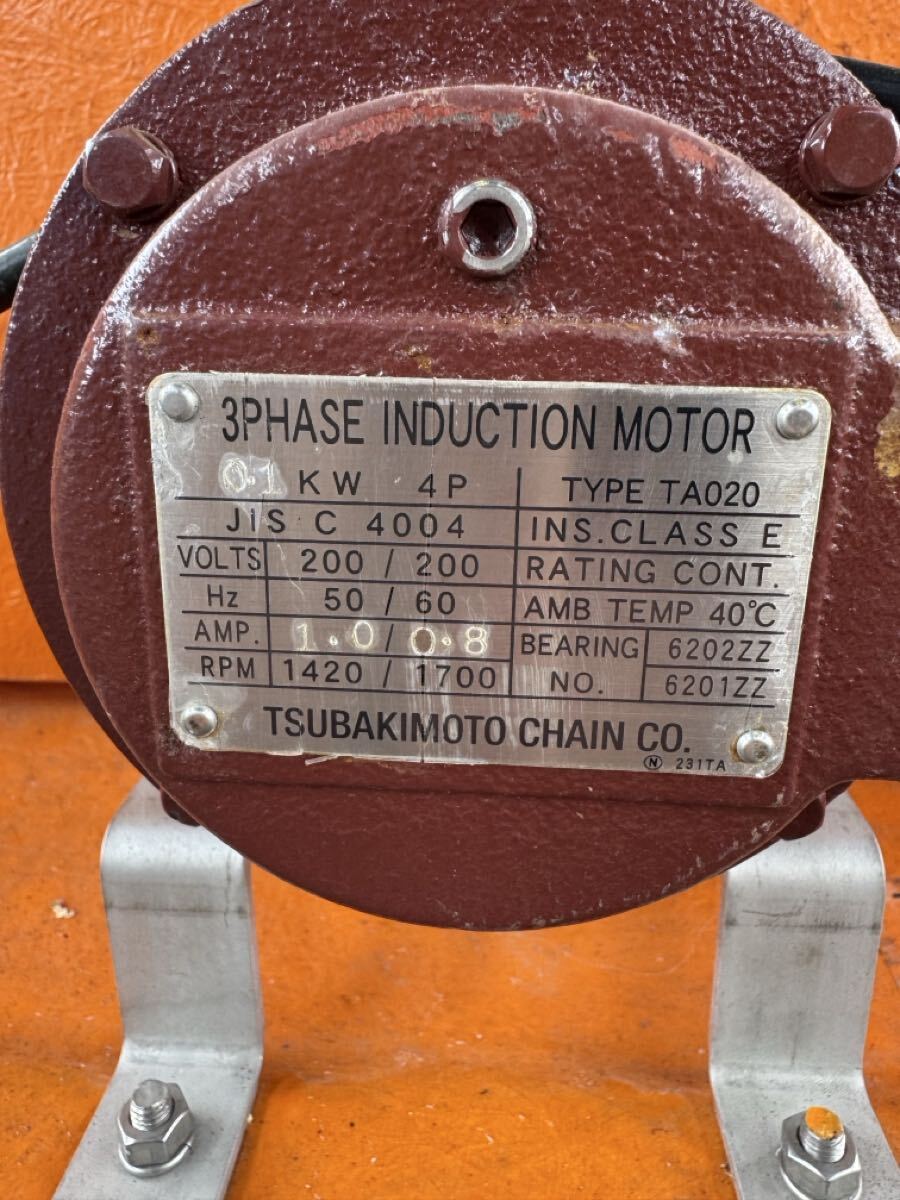 3PHASE INDUCTION MOTOR
0.1 KW 4P TYPE TA020
JIS C 4004 INS.CLASS E
VOLTS 200 / 200 RATING CONT.
Hz 50 / 60 AMB TEMP 40°C
AMP. 1.0 / 0.8 BEARING 6202ZZ
RPM 1420 / 1700 NO. 6201ZZ
TSUBAKIMOTO CHAIN CO.
Ⓝ 231TA